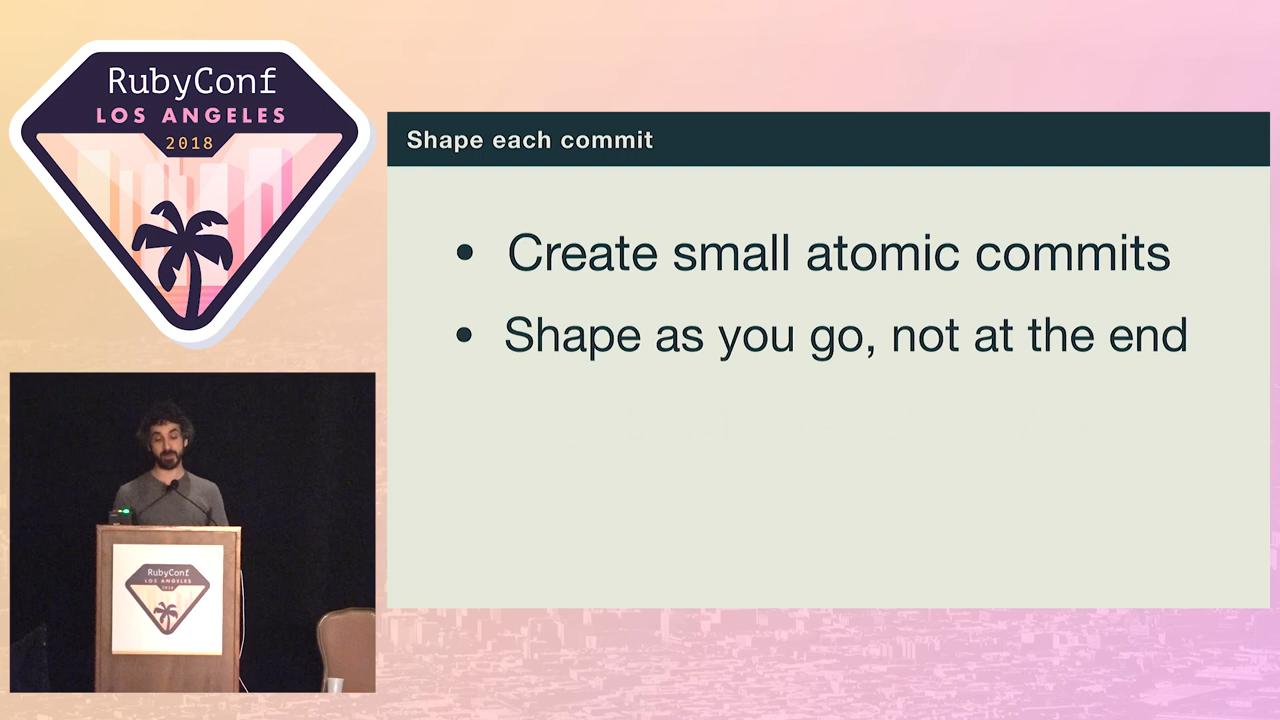 RubyConf
LOS ANGELES
2018
Shape each commit
• Create small atomic commits
• Shape as you go, not at the end
RubyConf
LOS ANGELES
2018